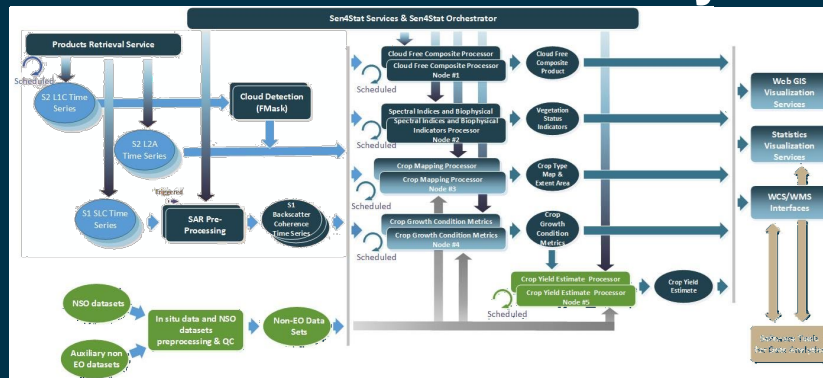 Sen4Stat Services & Sen4Stat Orchestrator
Products Retrieval Service
Scheduled
S2 L1C Time
Series
Cloud Detection
(FMask)
S2 L2A
Time Series
Triggered
S1 SLC Time
Series
SAR Pre-
Processing
S1
Backscatter
Coherence
Time Series
NSO datasets
Auxiliary non
EO datasets
In situ data and NSO
datasets
preprocessing & QC
Non-EO Data
Sets
Scheduled
Cloud Free Composite Processor
Cloud Free Composite Processor
Node #1
Cloud Free
Composite
Product
Scheduled
Spectral Indices and Biophysical
Spectral Indices and Biophysical
Indicators Processor
Node #2
Vegetation
Status
Indicators
Scheduled
Crop Mapping Processor
Crop Mapping Processor
Node #3
Crop Type
Map &
Extent Area
Scheduled
Crop Growth Condition Metrics
Crop Growth Condition Metrics
Node #4
Crop
Growth
Condition
Metrics
Scheduled
Crop Yield Estimate Processor
Crop Yield Estimate Processor
Node #5
Crop Yield
Estimate
Web GIS
Visualization
Services
Statistics
Visualization
Services
WCS/WMS
Interfaces